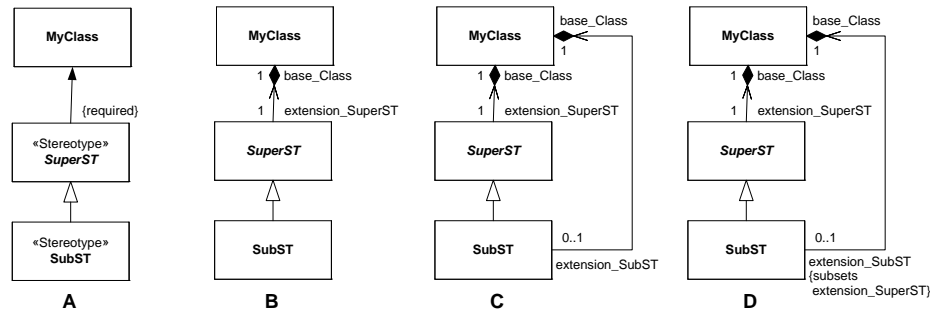 MyClass
{required}
«Stereotype»
SuperST
«Stereotype»
SubST
A
MyClass
1 base_Class
1 extension_SuperST
SuperST
SubST
B
base_Class
MyClass
1
1 base_Class
1 extension_SuperST
SuperST
SubST
0..1
extension_SubST
C
base_Class
MyClass
1
1 base_Class
1 extension_SuperST
SuperST
SubST
0..1
extension_SubST
{subsets
extension_SuperST}
D